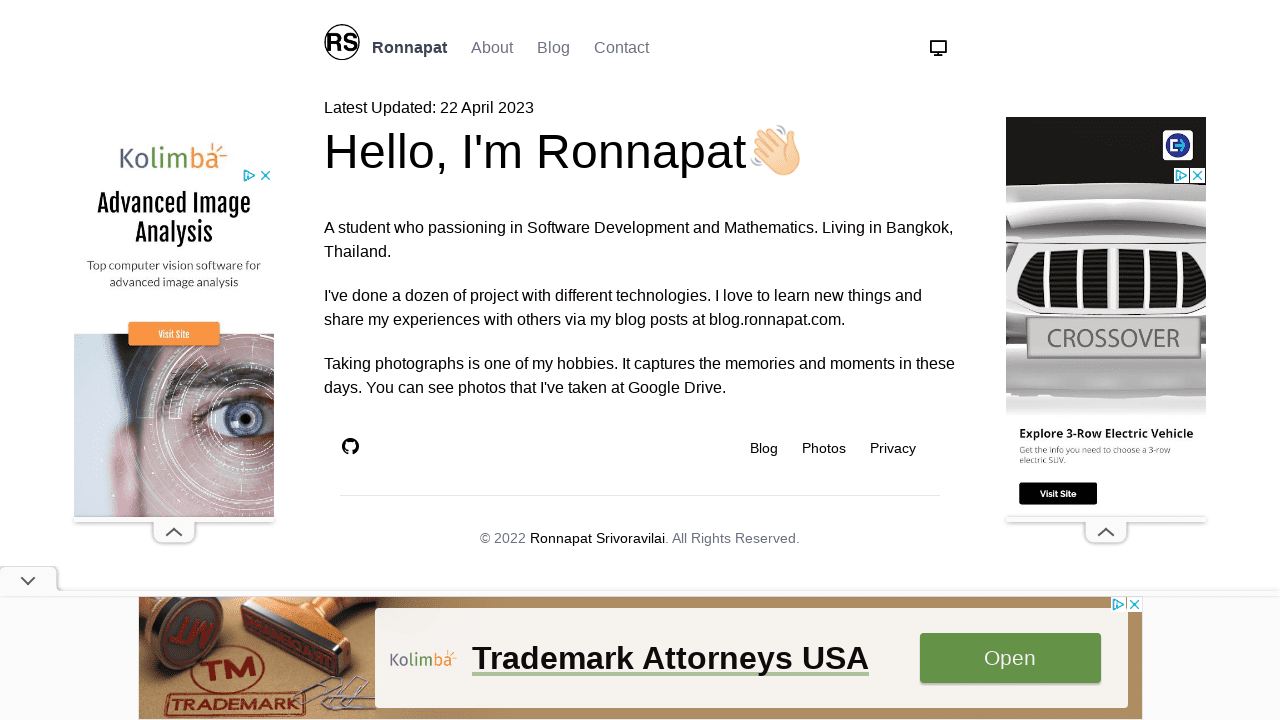 RS Ronnapat About Blog Contact
Latest Updated: 22 April 2023
Hello, I'm Ronnapat👋🏻
A student who passioning in Software Development and Mathematics. Living in Bangkok,
Thailand.
I've done a dozen of project with different technologies. I love to learn new things and
share my experiences with others via my blog posts at blog.ronnapat.com.
Taking photographs is one of my hobbies. It captures the memories and moments in these
days. You can see photos that I've taken at Google Drive.
Blog Photos Privacy
© 2022 Ronnapat Srivoravilai. All Rights Reserved.
Kolimba
Advanced Image
Analysis
Top computer vision software for
advanced image analysis
Visit Site
CROSSOVER
Explore 3-Row Electric Vehicle
Get the info you need to choose a 3-row
electric SUV.
Visit Site
TM
TRADEMARK
Kolimba
Trademark Attorneys USA
Open